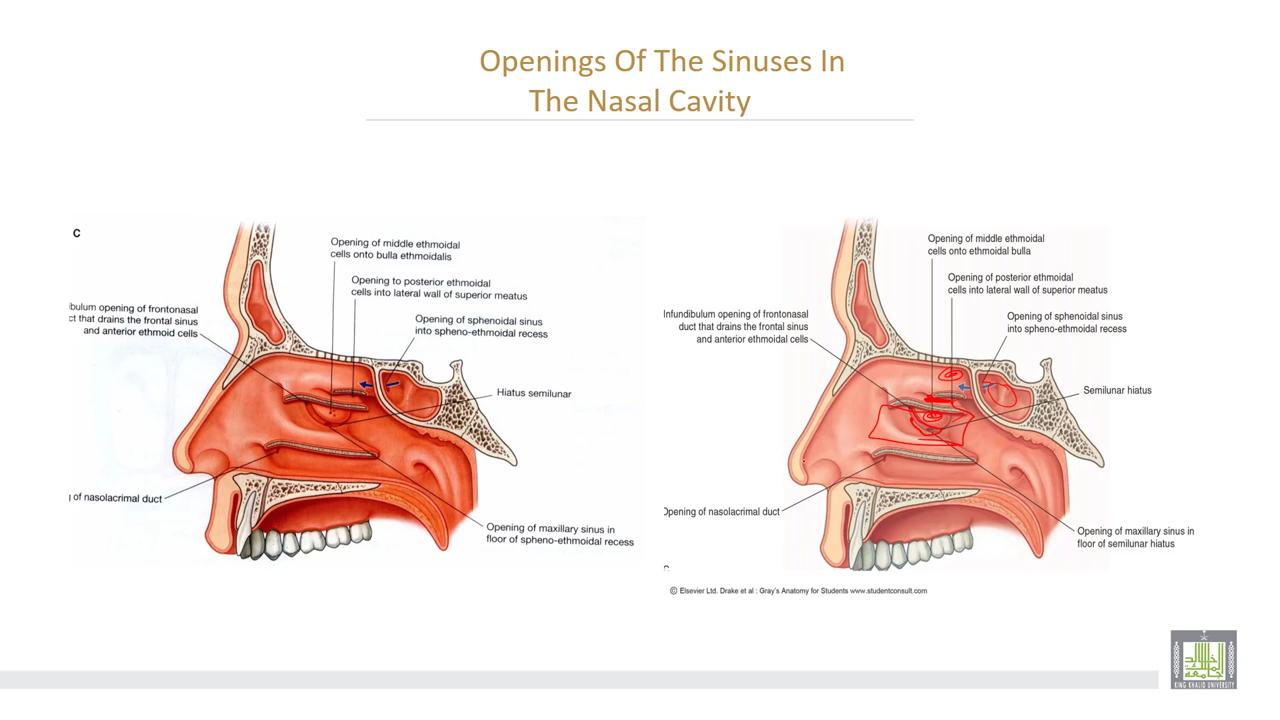 Openings Of The Sinuses In
The Nasal Cavity
C
Opening of middle ethmoidal
cells onto bulla ethmoidalis
Opening to posterior ethmoidal
cells into lateral wall of superior meatus
Opening of sphenoidal sinus
into spheno-ethmoidal recess
ibulum opening of frontonasal
ct that drains the frontal sinus
and anterior ethmoid cells
Hiatus semilunar
of nasolacrimal duct
Opening of maxillary sinus in
floor of spheno-ethmoidal recess
Opening of middle ethmoidal
cells onto ethmoidal bulla
Opening of posterior ethmoidal
cells into lateral wall of superior meatus
Opening of sphenoidal sinus
into spheno-ethmoidal recess
Infundibulum opening of frontonasal
duct that drains the frontal sinus
and anterior ethmoidal cells
Semilunar hiatus
Opening of nasolacrimal duct
Opening of maxillary sinus in
floor of semilunar hiatus
© Elsevier Ltd. Drake et al : Gray's Anatomy for Students www.studentconsult.com
KING KHALID UNIVERSITY